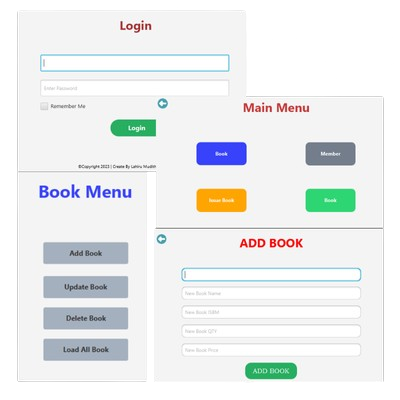 Login
Enter Password
Remember Me
Login
©Copyright 2023 | Create By
Main Menu
Book
Member
Issue Book
Book
Book Menu
Add Book
Update Book
Delete Book
Load All Book
ADD BOOK
New Book Name
New Book ISBN
New Book QTY
New Book Price
ADD BOOK